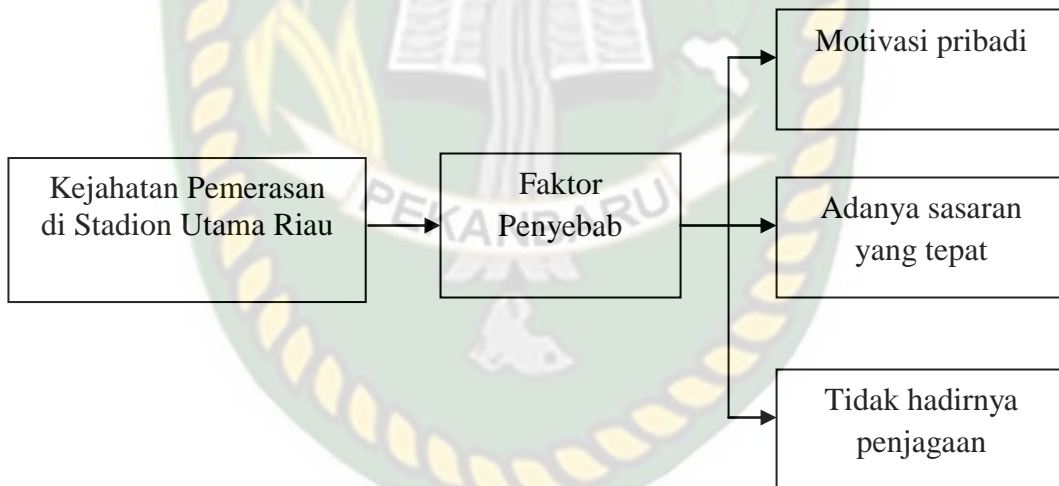 Motivasi pribadi
Kejahatan Pemerasan
di Stadion Utama Riau
Faktor
Penyebab
Adanya sasaran
yang tepat
Tidak hadirnya
penjagaan
PEKANBARU